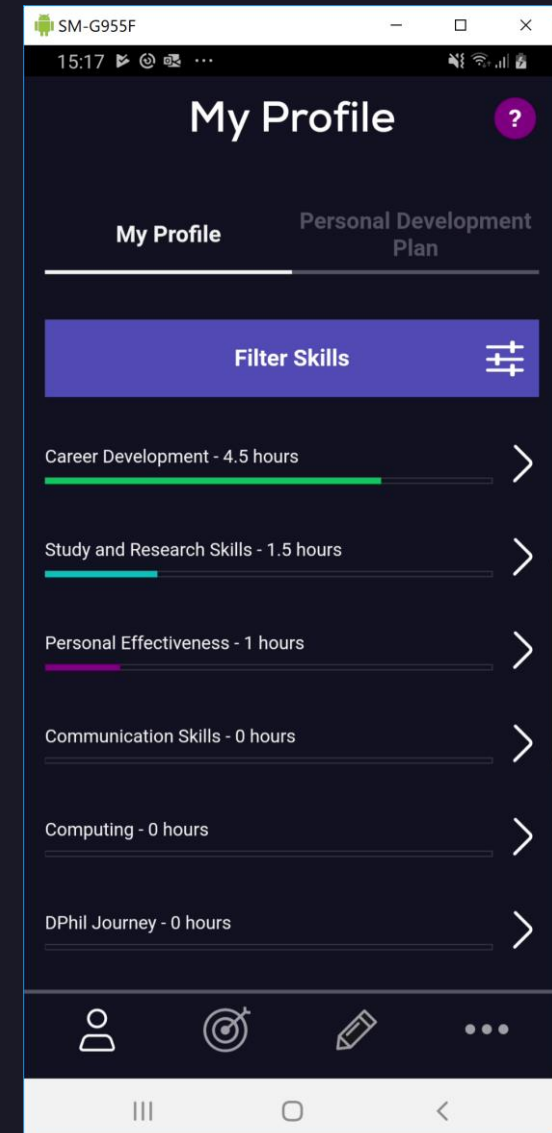 SM-G955F
15:17
My Profile
?
My Profile
Personal Development
Plan
Filter Skills
Career Development - 4.5 hours
Study and Research Skills - 1.5 hours
Personal Effectiveness - 1 hours
Communication Skills - 0 hours
Computing - 0 hours
DPhil Journey - 0 hours